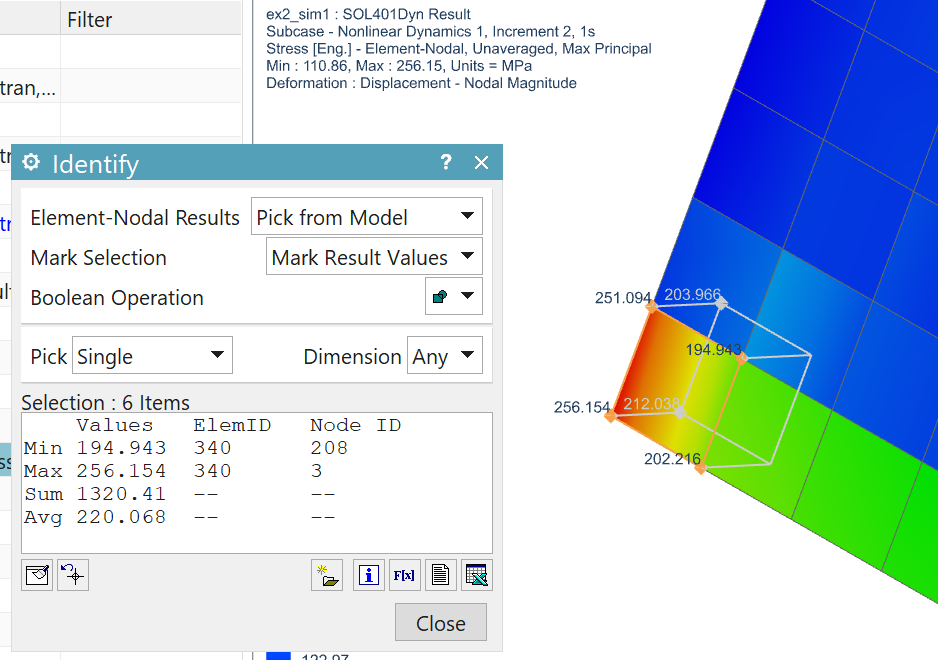 Filter
ex2_sim1 : SOL401Dyn Result
Subcase - Nonlinear Dynamics 1, Increment 2, 1s
Stress [Eng.] - Element-Nodal, Unaveraged, Max Principal
Min : 110.86, Max : 256.15, Units = MPa
Deformation : Displacement - Nodal Magnitude
tran,...
Identify
? 
Element-Nodal Results Pick from Model
Mark Selection Mark Result Values
Boolean Operation
Pick Single Dimension Any
Selection : 6 Items
Values ElemID Node ID
Min 194.943 340 208
Max 256.154 340 3
Sum 1320.41 -- --
Avg 220.068 -- --
F[x]
Close
251.094 203.966
194.943
256.154 212.038
202.216
122.97